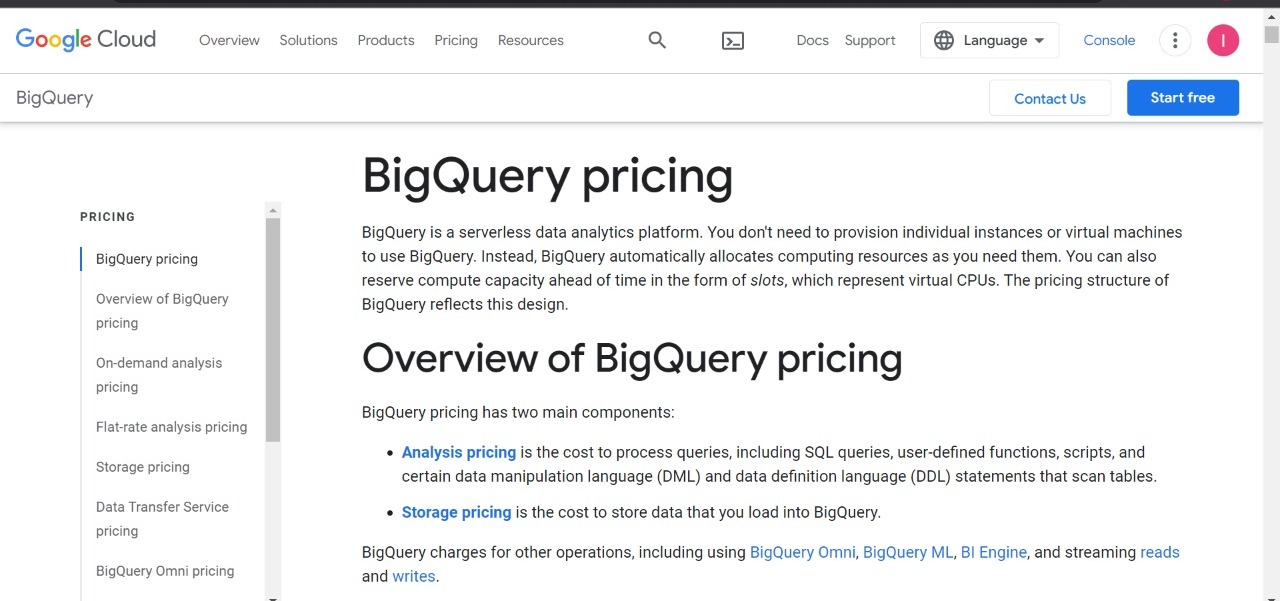 Google Cloud
Overview Solutions Products Pricing Resources Docs Support Language Console I
BigQuery
Contact Us Start free
PRICING
BigQuery pricing
Overview of BigQuery
pricing
On-demand analysis
pricing
Flat-rate analysis pricing
Storage pricing
Data Transfer Service
pricing
BigQuery Omni pricing
BigQuery pricing
BigQuery is a serverless data analytics platform. You don't need to provision individual instances or virtual machines
to use BigQuery. Instead, BigQuery automatically allocates computing resources as you need them. You can also
reserve compute capacity ahead of time in the form of slots, which represent virtual CPUs. The pricing structure of
BigQuery reflects this design.
Overview of BigQuery pricing
BigQuery pricing has two main components:
• Analysis pricing is the cost to process queries, including SQL queries, user-defined functions, scripts, and
certain data manipulation language (DML) and data definition language (DDL) statements that scan tables.
• Storage pricing is the cost to store data that you load into BigQuery.
BigQuery charges for other operations, including using BigQuery Omni, BigQuery ML, BI Engine, and streaming reads
and writes.